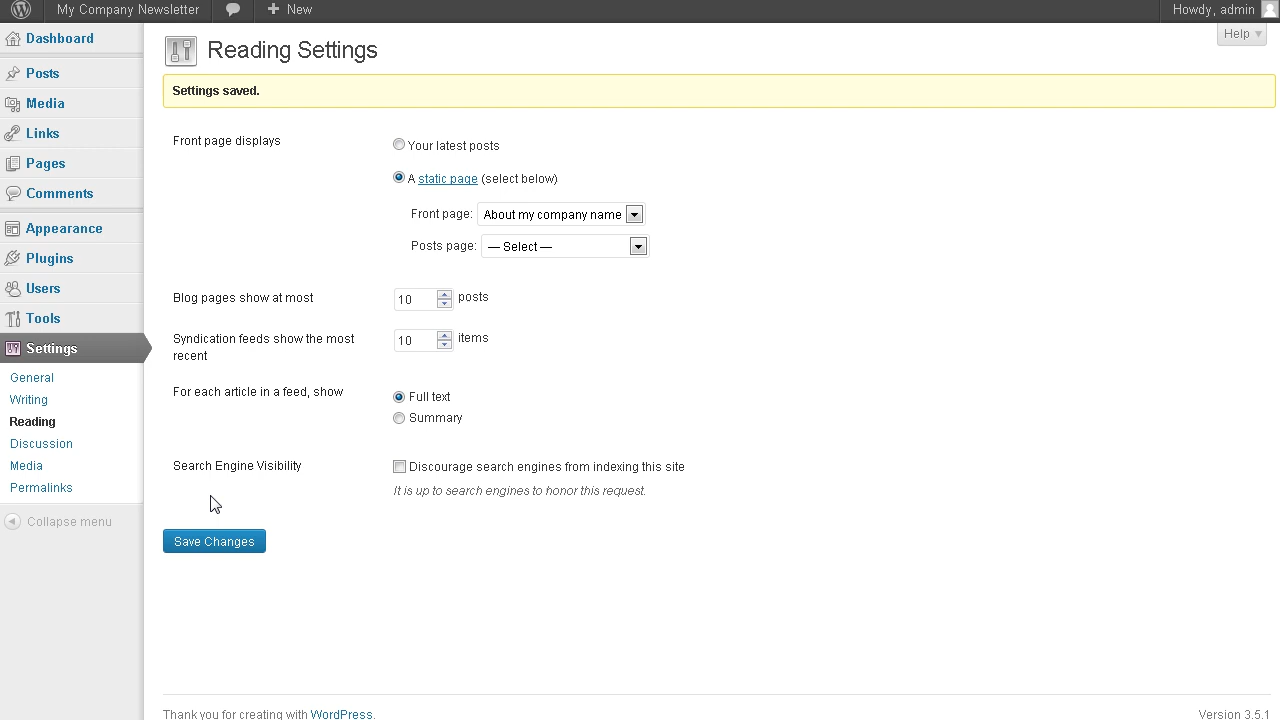 My Company Newsletter
New
Howdy, admin
Help
Dashboard
Posts
Media
Links
Pages
Comments
Appearance
Plugins
Users
Tools
Settings
General
Writing
Reading
Discussion
Media
Permalinks
Collapse menu
Reading Settings
Settings saved.
Front page displays
Your latest posts
A static page (select below)
Front page: About my company name
Posts page: — Select —
Blog pages show at most 10 posts
Syndication feeds show the most
recent
10 items
For each article in a feed, show
Full text
Summary
Search Engine Visibility
Discourage search engines from indexing this site
It is up to search engines to honor this request.
Save Changes
Thank you for creating with WordPress.
Version 3.5.1